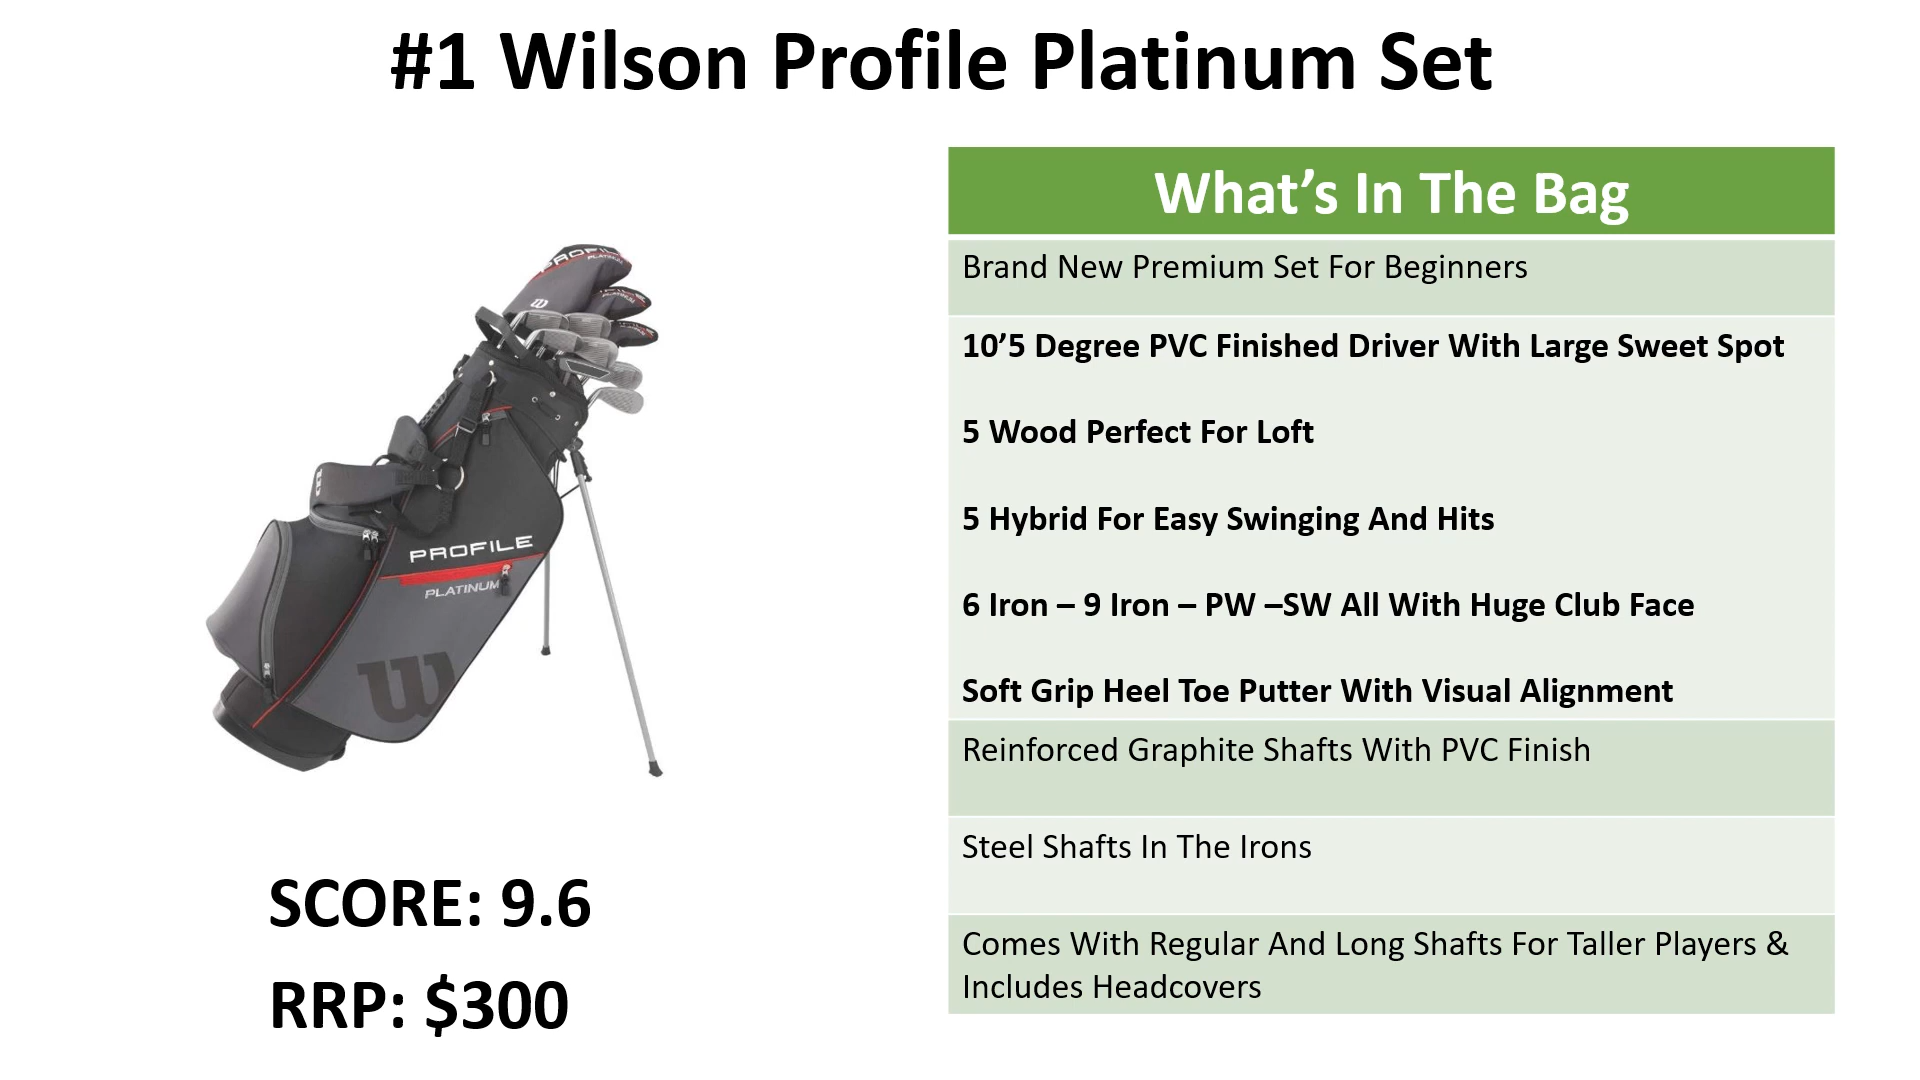 #1 Wilson Profile Platinum Set
What’s In The Bag
Brand New Premium Set For Beginners
10’5 Degree PVC Finished Driver With Large Sweet Spot
5 Wood Perfect For Loft
5 Hybrid For Easy Swinging And Hits
6 Iron – 9 Iron – PW –SW All With Huge Club Face
Soft Grip Heel Toe Putter With Visual Alignment
Reinforced Graphite Shafts With PVC Finish
Steel Shafts In The Irons
Comes With Regular And Long Shafts For Taller Players &
Includes Headcovers
PROFILE
PLATINUM
W
PROFILE
PLATINUM
W
SCORE: 9.6
RRP: $300